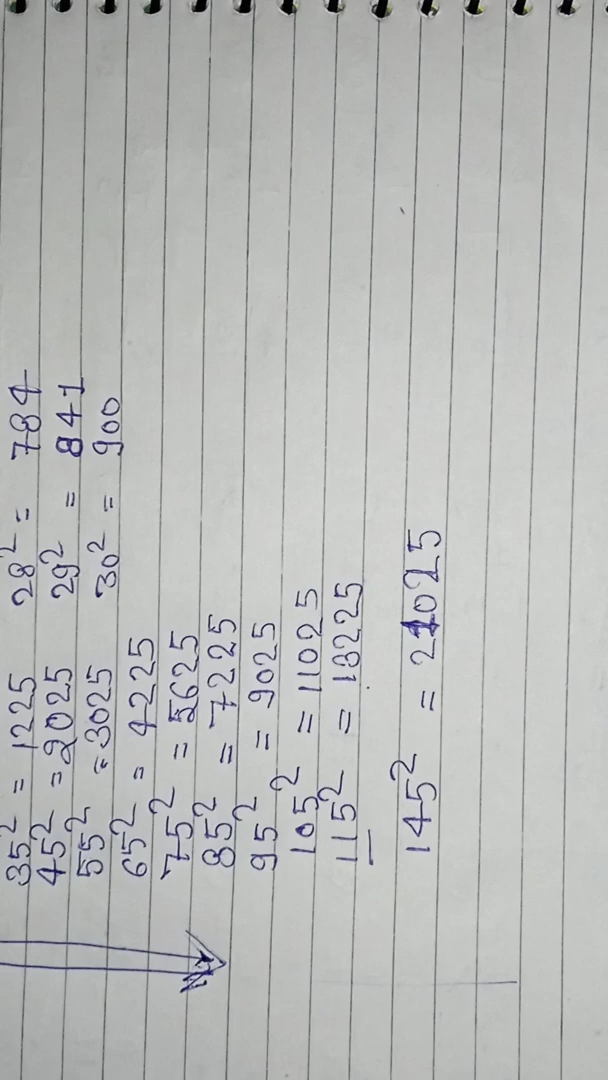 35² = 1225 28² = 784
45² = 2025 29² = 841
55² = 3025 30² = 900
65² = 4225
75² = 5625
85² = 7225
95² = 9025
105² = 11025
115² = 13225
145² = 21025